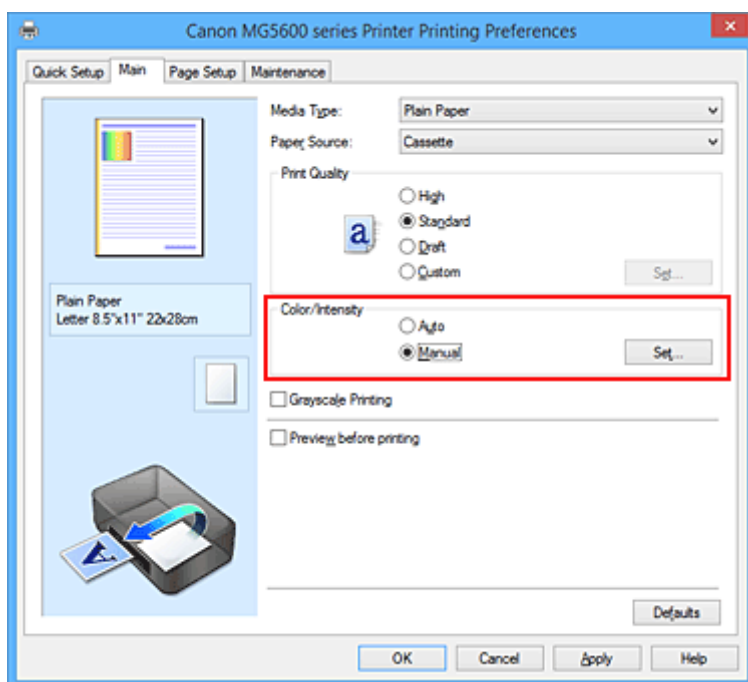 Canon MG5600 series Printer Printing Preferences
Quick Setup Main Page Setup Maintenance
Media Type: Plain Paper
Paper Source: Cassette
Print Quality
High
a Standard
Draft
Custom Set...
Plain Paper
Letter 8.5"x11" 22x28cm
Color/Intensity
Auto
Manual Set...
Grayscale Printing
Preview before printing
A
Defaults
OK Cancel Apply Help